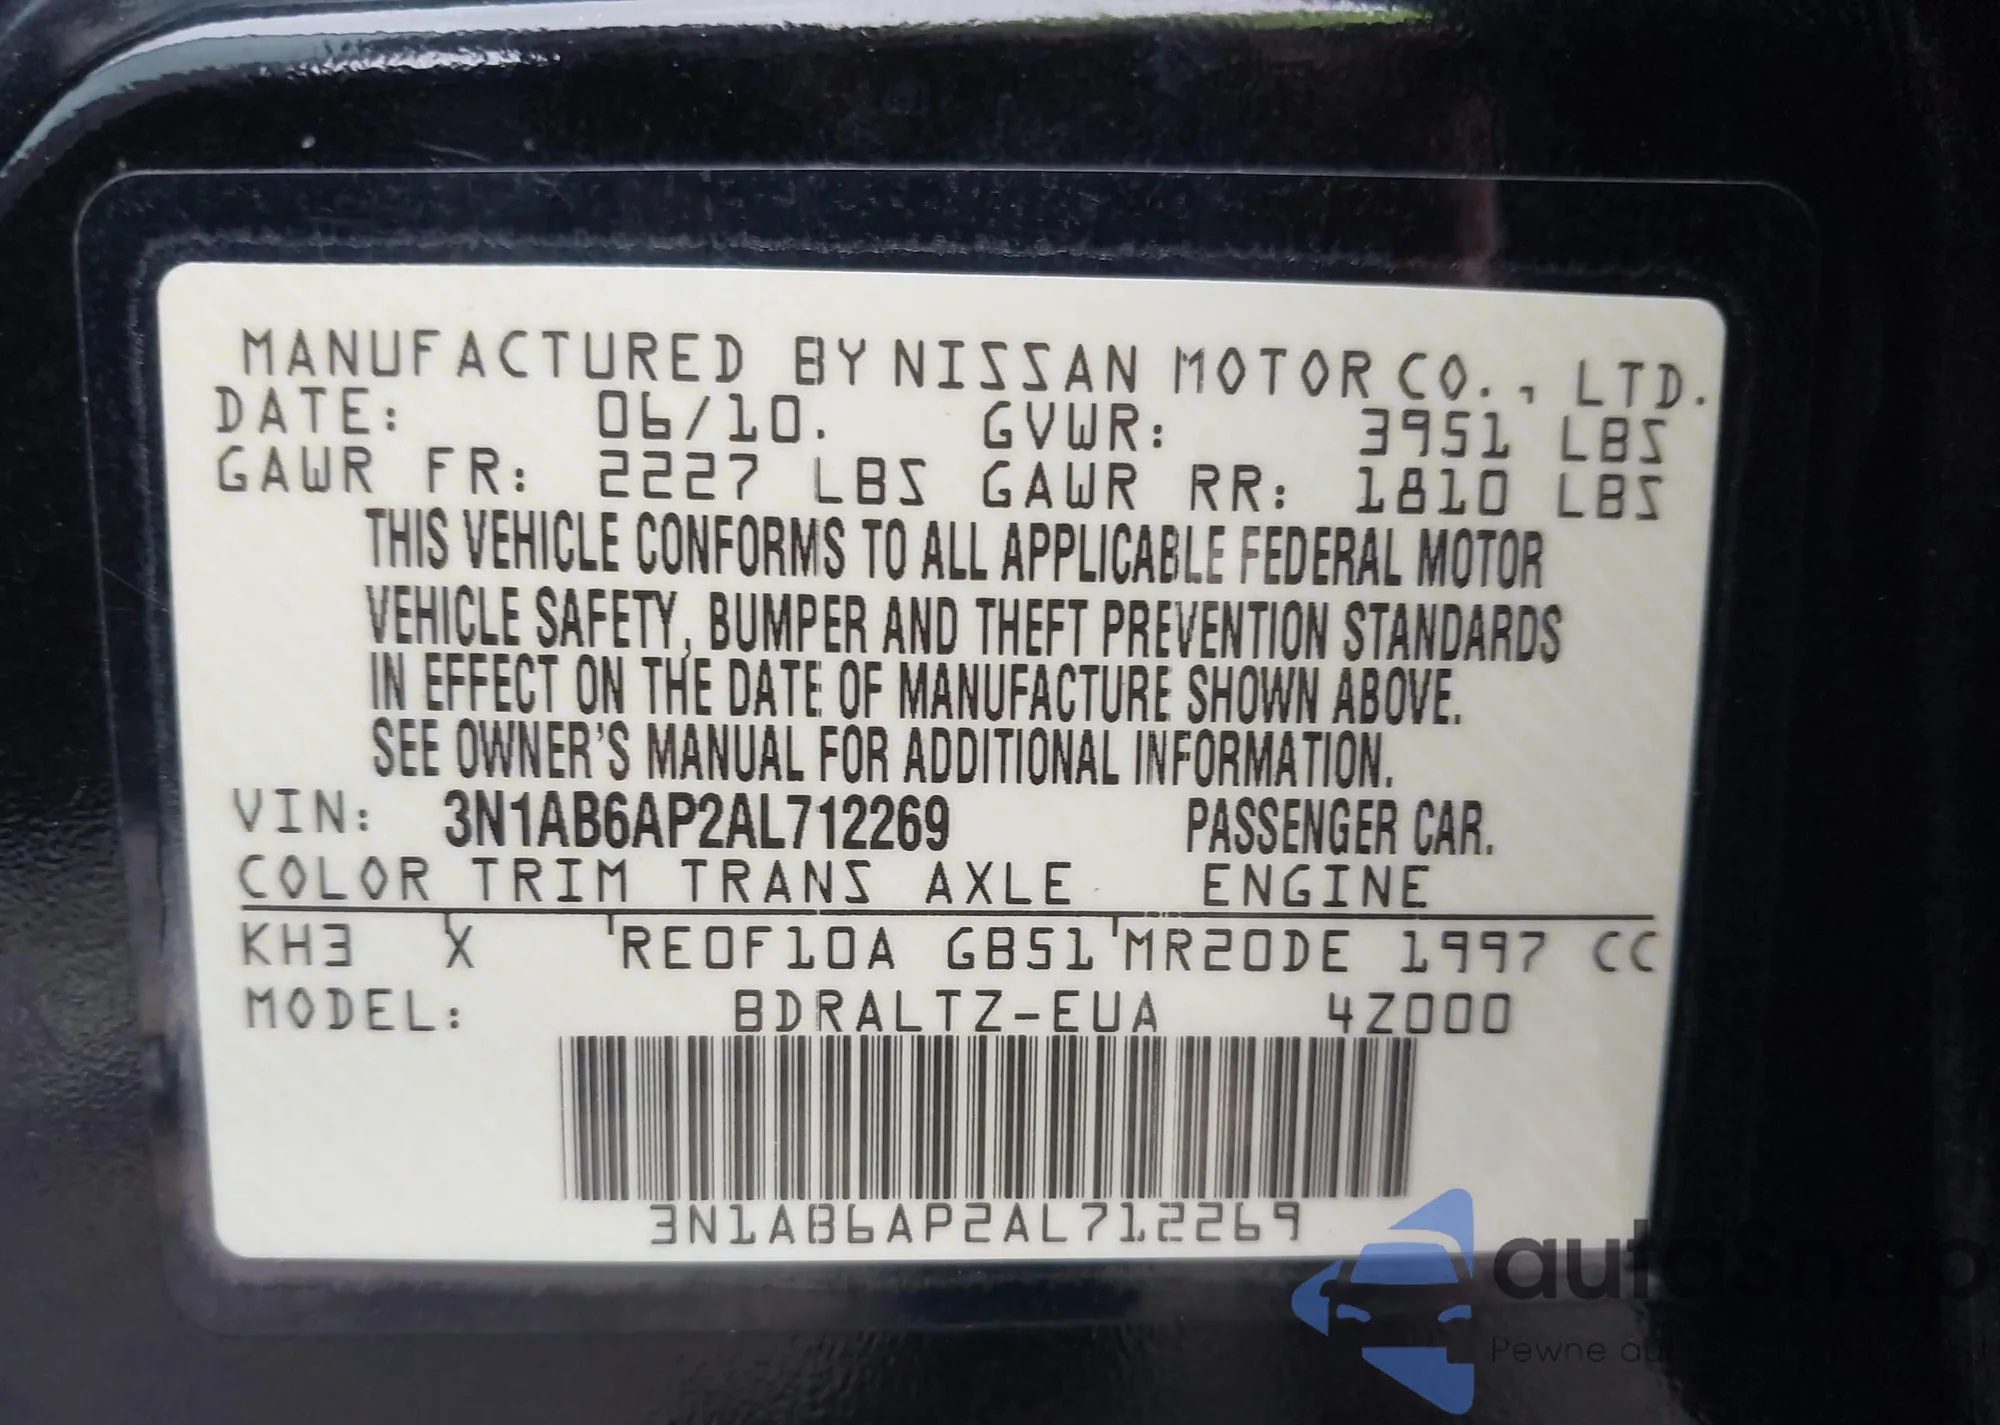 MANUFACTURED BY NISSAN MOTOR CO., LTD.
DATE: 06/10. GVWR: 3951 LBS
GAWR FR: 2227 LBS GAWR RR: 1810 LBS
THIS VEHICLE CONFORMS TO ALL APPLICABLE FEDERAL MOTOR
VEHICLE SAFETY, BUMPER AND THEFT PREVENTION STANDARDS
IN EFFECT ON THE DATE OF MANUFACTURE SHOWN ABOVE.
SEE OWNER'S MANUAL FOR ADDITIONAL INFORMATION.
VIN: 3N1AB6AP2AL712269 PASSENGER CAR.
COLOR TRIM TRANS AXLE ENGINE
KH3 X RE0F10A GB51 MR20DE 1997 CC
MODEL: BDRALTZ-EUA 4Z000
3N1AB6AP2AL712269
autoshop
Pewne